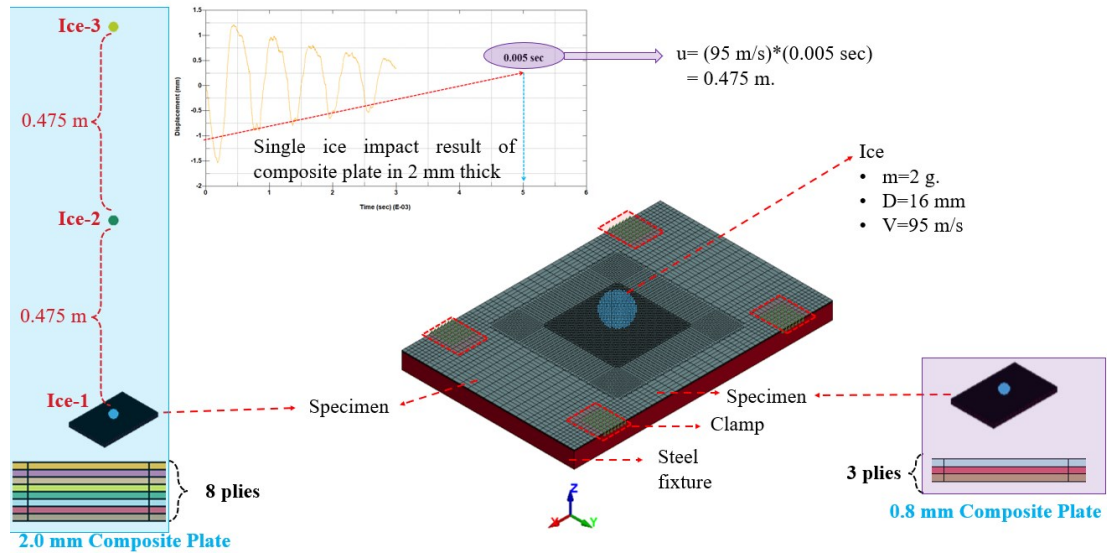 Ice-3
0.475 m
Ice-2
0.475 m
Ice-1
8 plies
2.0 mm Composite Plate
1.5
1
0.5
0
-0.5
-1
-1.5
-2
Displacement (mm)
0
1
2
3
4
5
6
Time (sec) (E-03)
0.005 sec
Single ice impact result of
composite plate in 2 mm thick
u= (95 m/s)*(0.005 sec)
= 0.475 m.
Ice
• m=2 g.
• D=16 mm
• V=95 m/s
Specimen
Specimen
Clamp
Steel
fixture
Z
X
Y
3 plies
0.8 mm Composite Plate